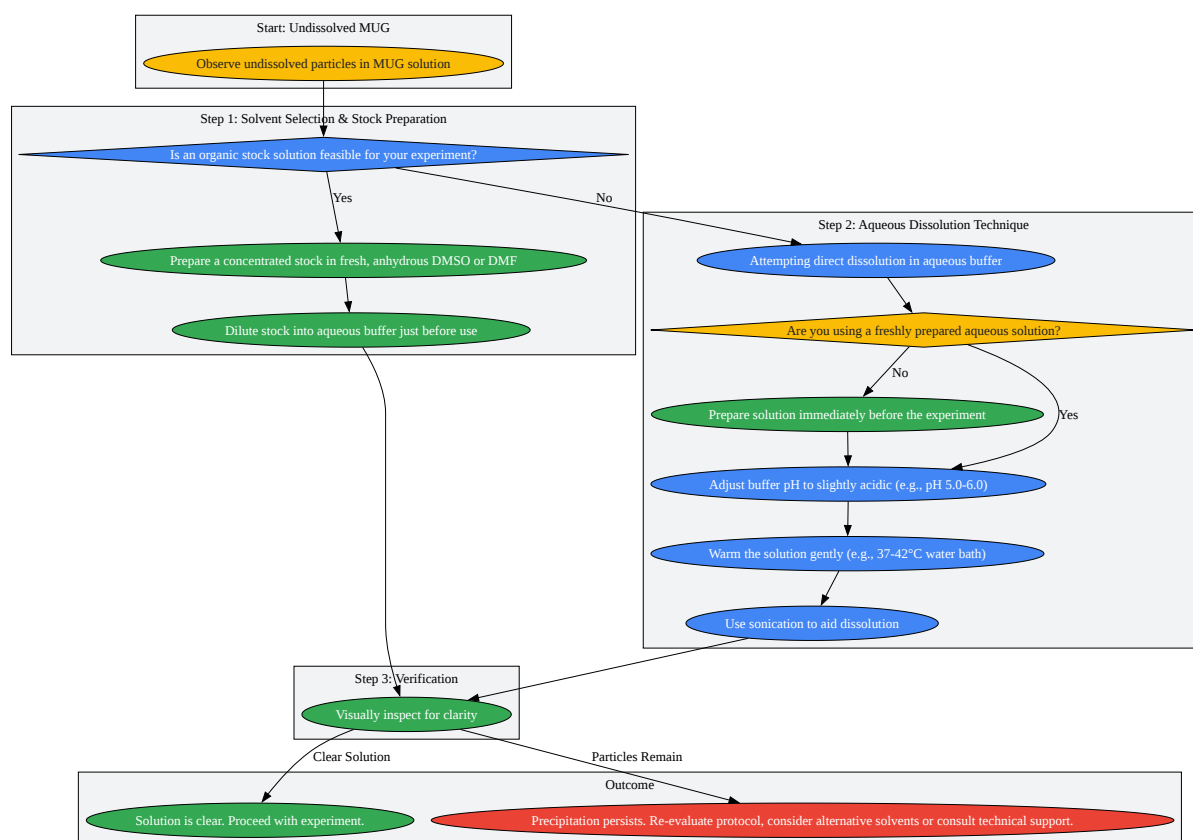 Start: Undissolved MUG
Observe undissolved particles in MUG solution
Step 1: Solvent Selection & Stock Preparation
Is an organic stock solution feasible for your experiment?
Yes
No
Prepare a concentrated stock in fresh, anhydrous DMSO or DMF
Dilute stock into aqueous buffer just before use
Step 2: Aqueous Dissolution Technique
Attempting direct dissolution in aqueous buffer
Are you using a freshly prepared aqueous solution?
No
Yes
Prepare solution immediately before the experiment
Adjust buffer pH to slightly acidic (e.g., pH 5.0-6.0)
Warm the solution gently (e.g., 37-42°C water bath)
Use sonication to aid dissolution
Step 3: Verification
Visually inspect for clarity
Clear Solution
Particles Remain
Outcome
Solution is clear. Proceed with experiment.
Precipitation persists. Re-evaluate protocol, consider alternative solvents or consult technical support.